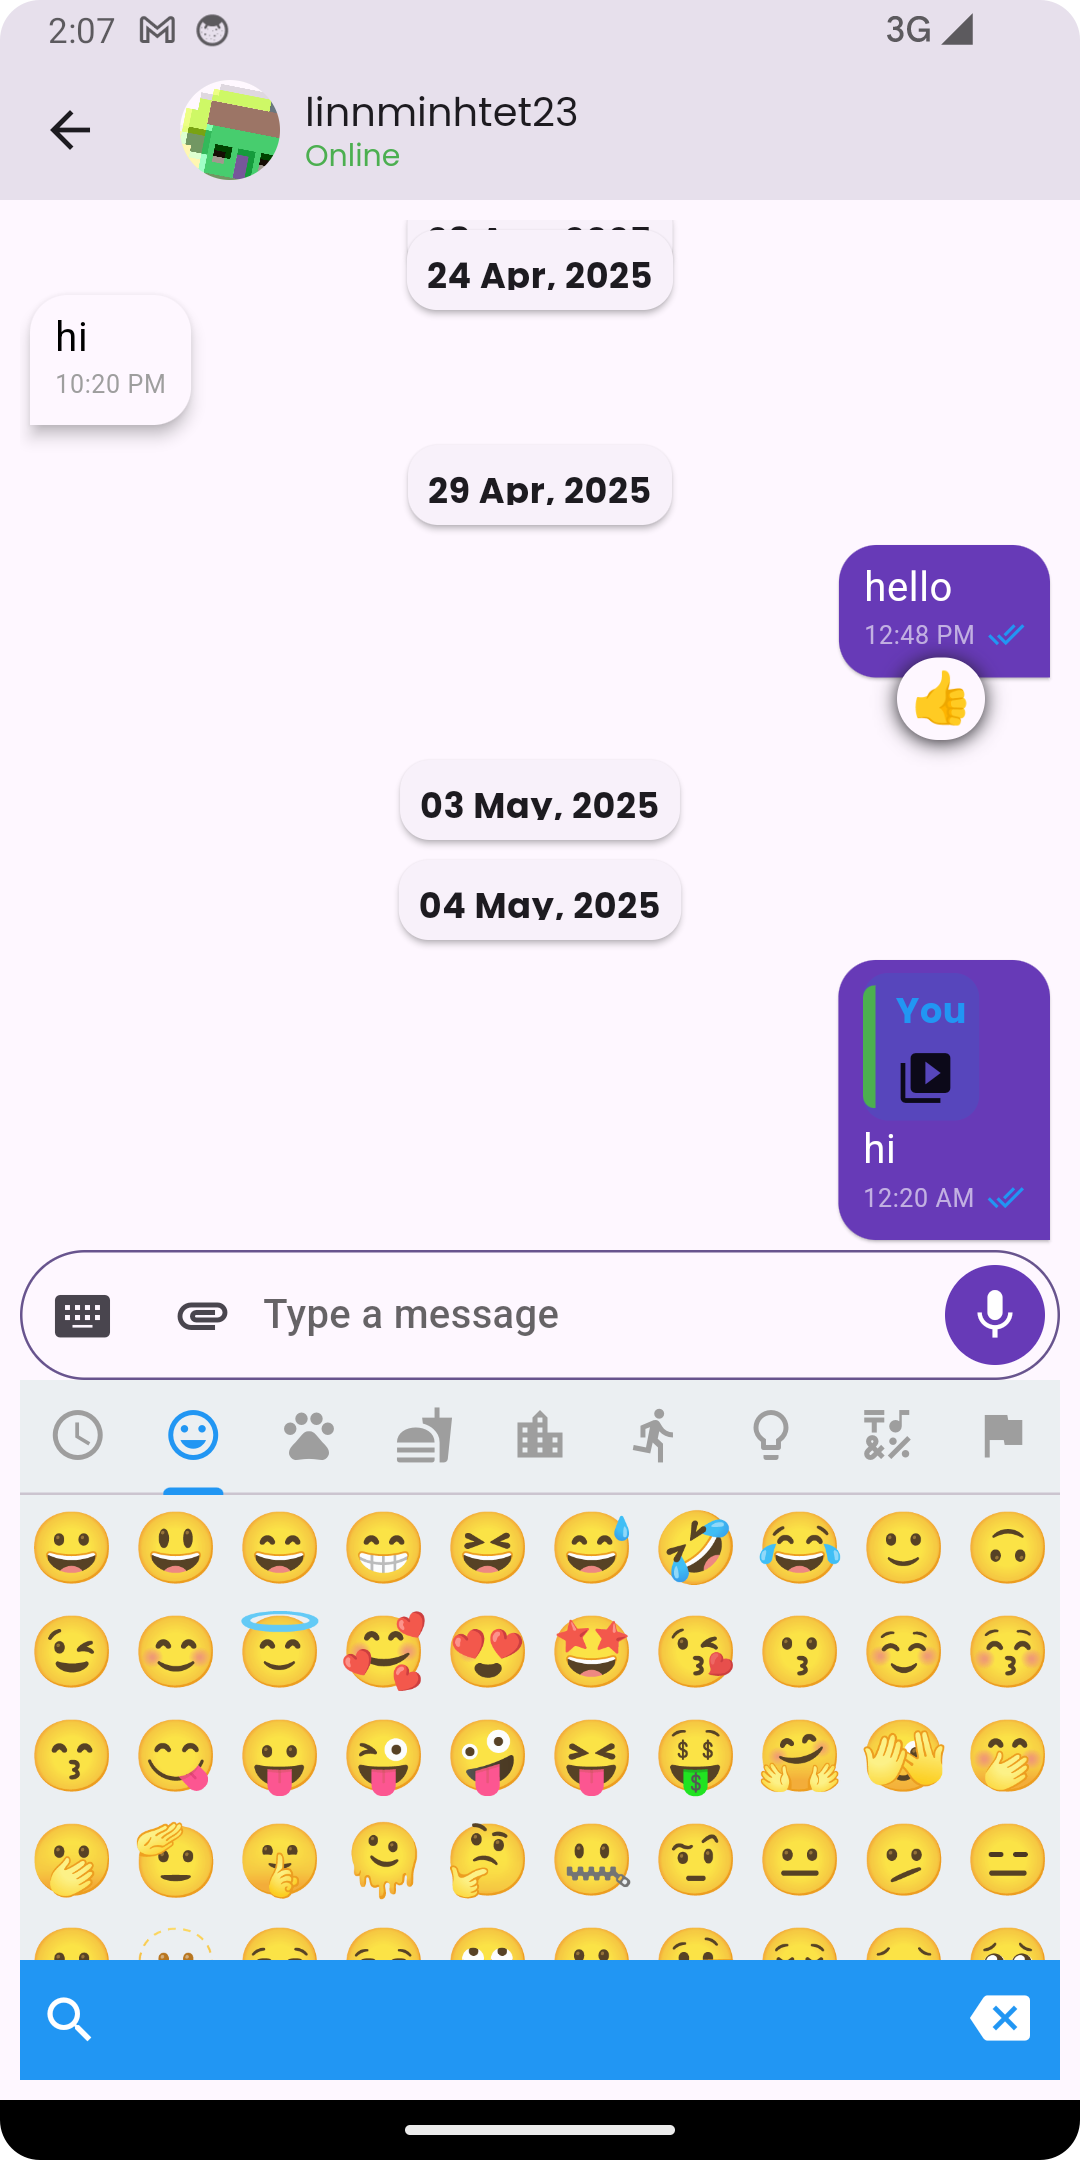 2:07
3G
linnminhtet23
Online
24 Apr, 2025
hi
10:20 PM
29 Apr, 2025
hello
12:48 PM
03 May, 2025
04 May, 2025
You
hi
12:20 AM
Type a message